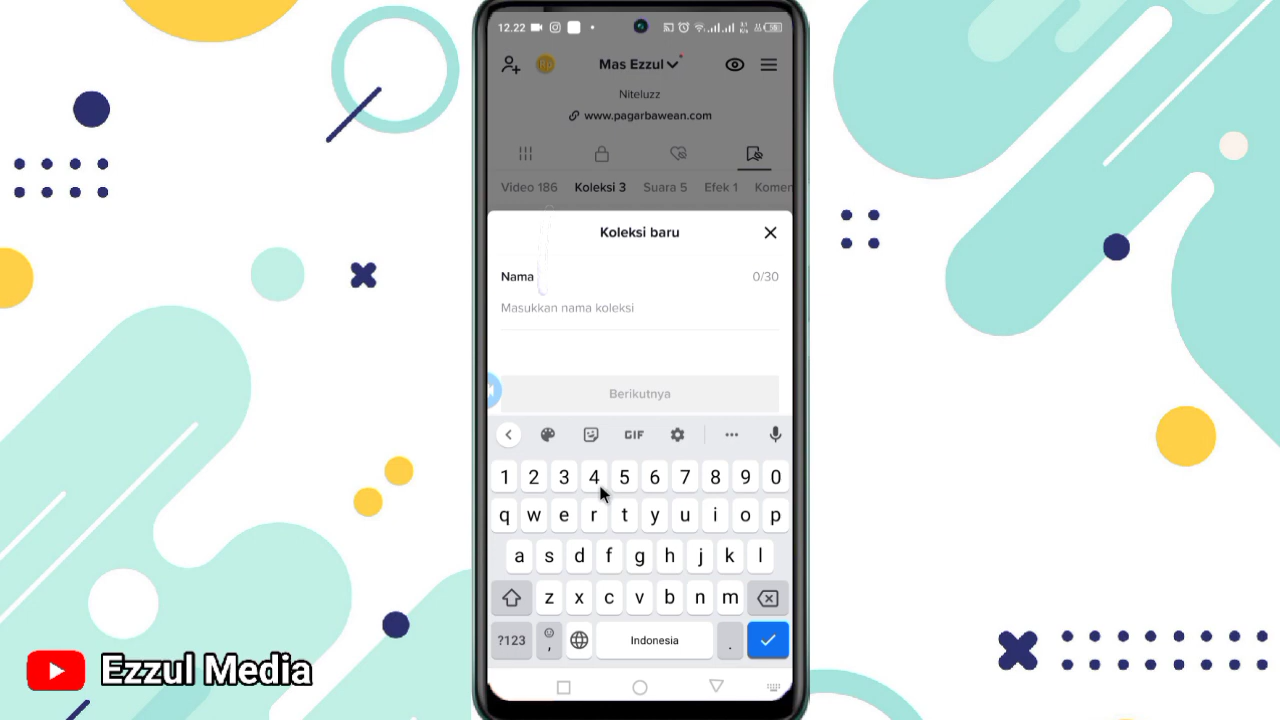 12.22
Mas Ezzul
Niteluzz
www.pagarbawean.com
Video 186 Koleksi 3 Suara 5 Efek 1 Komen
Koleksi baru
Nama 0/30
Masukkan nama koleksi
Berikutnya
GIF
1 2 3 4 5 6 7 8 9 0
q w e r t y u i o p
a s d f g h j k l
z x c v b n m
?123 , Indonesia .
Ezzul Media